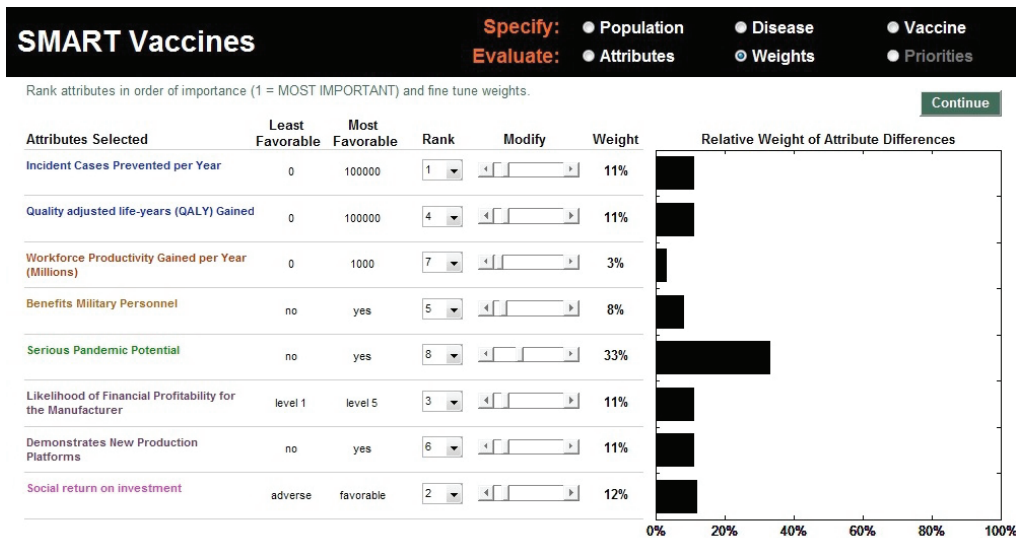 SMART Vaccines
Specify: Population Disease Vaccine
Evaluate: Attributes Weights Priorities
Rank attributes in order of importance (1 = MOST IMPORTANT) and fine tune weights.
Continue
Attributes Selected Least Favorable Most Favorable Rank Modify Weight Relative Weight of Attribute Differences
Incident Cases Prevented per Year 0 100000 1 11%
Quality adjusted life-years (QALY) Gained 0 100000 4 11%
Workforce Productivity Gained per Year
(Millions) 0 1000 7 3%
Benefits Military Personnel no yes 5 8%
Serious Pandemic Potential no yes 8 33%
Likelihood of Financial Profitability for
the Manufacturer level 1 level 5 3 11%
Demonstrates New Production
Platforms no yes 6 11%
Social return on investment adverse favorable 2 12%
0% 20% 40% 60% 80% 100%